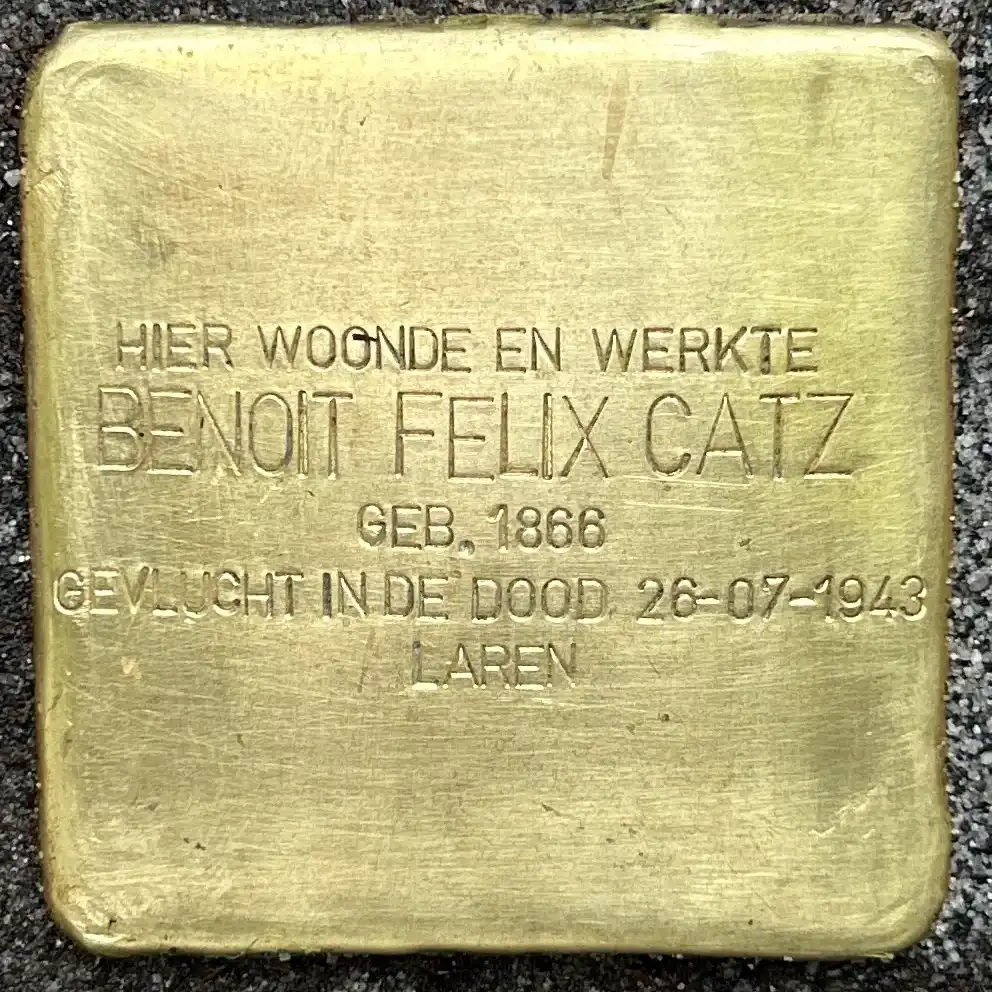 HIER WOONDE EN WERKTE
BENOIT FELIX CATZ
GEB. 1866
GEVLUCHT IN DE DOOD 26-07-1943
LAREN